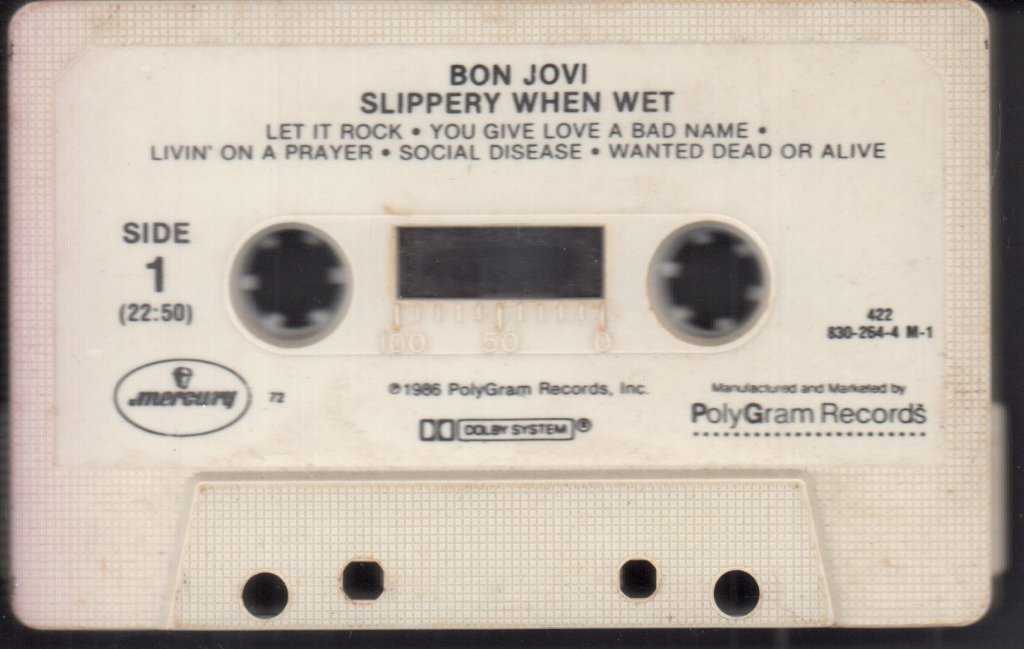 BON JOVI
SLIPPERY WHEN WET
LET IT ROCK • YOU GIVE LOVE A BAD NAME •
LIVIN' ON A PRAYER • SOCIAL DISEASE • WANTED DEAD OR ALIVE
SIDE
1
(22:50)
100 50 0
422
830-264-4 M-1
mercury
72
℗1986 PolyGram Records, Inc.
DOLBY SYSTEM®
Manufactured and Marketed by
PolyGram Records